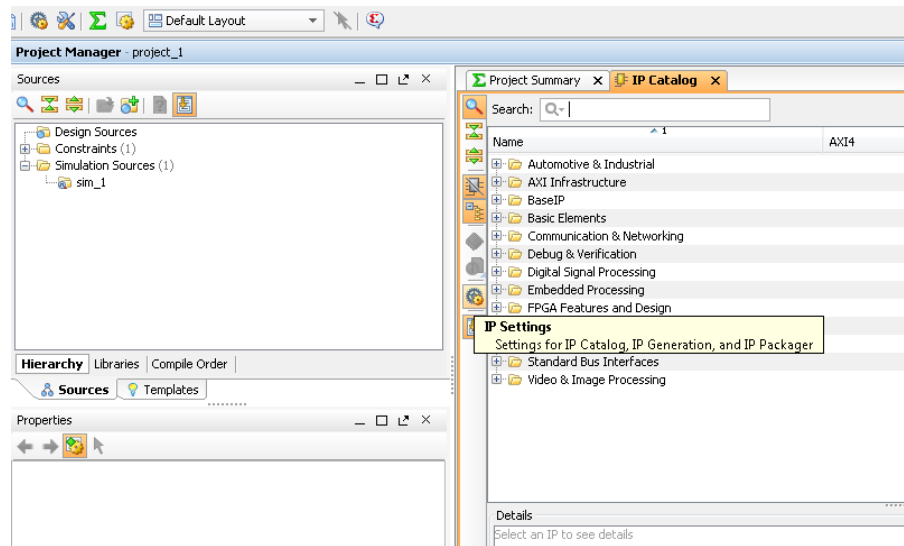 Default Layout
Project Manager - project_1
Sources
Design Sources
Constraints (1)
Simulation Sources (1)
sim_1
Hierarchy Libraries Compile Order
Sources Templates
Properties
Project Summary IP Catalog
Search:
Name 1 AXI4
Automotive & Industrial
AXI Infrastructure
BaseIP
Basic Elements
Communication & Networking
Debug & Verification
Digital Signal Processing
Embedded Processing
FPGA Features and Design
IP Settings
Settings for IP Catalog, IP Generation, and IP Packager
Standard Bus Interfaces
Video & Image Processing
Details
Select an IP to see details